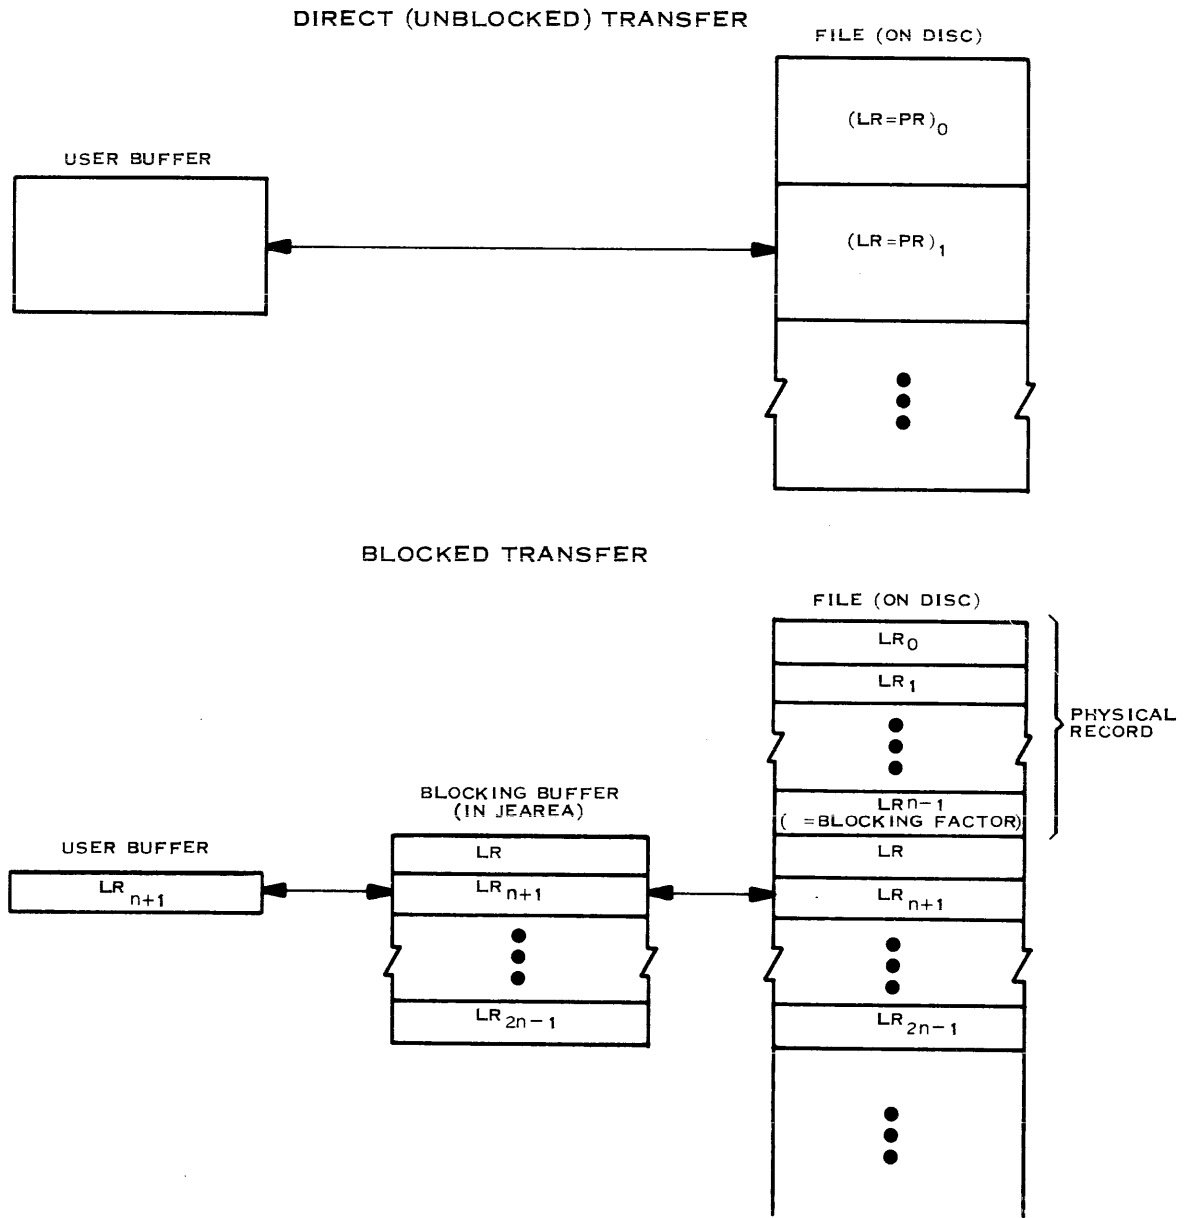 DIRECT (UNBLOCKED) TRANSFER
FILE (ON DISC)
(LR=PR)0
USER BUFFER
(LR=PR)1
BLOCKED TRANSFER
FILE (ON DISC)
LR0
LR1
PHYSICAL
RECORD
LRn-1
( =BLOCKING FACTOR)
BLOCKING BUFFER
(IN JEAREA)
USER BUFFER
LR
LR
LRn+1
LRn+1
LRn+1
LR2n-1
LR2n-1